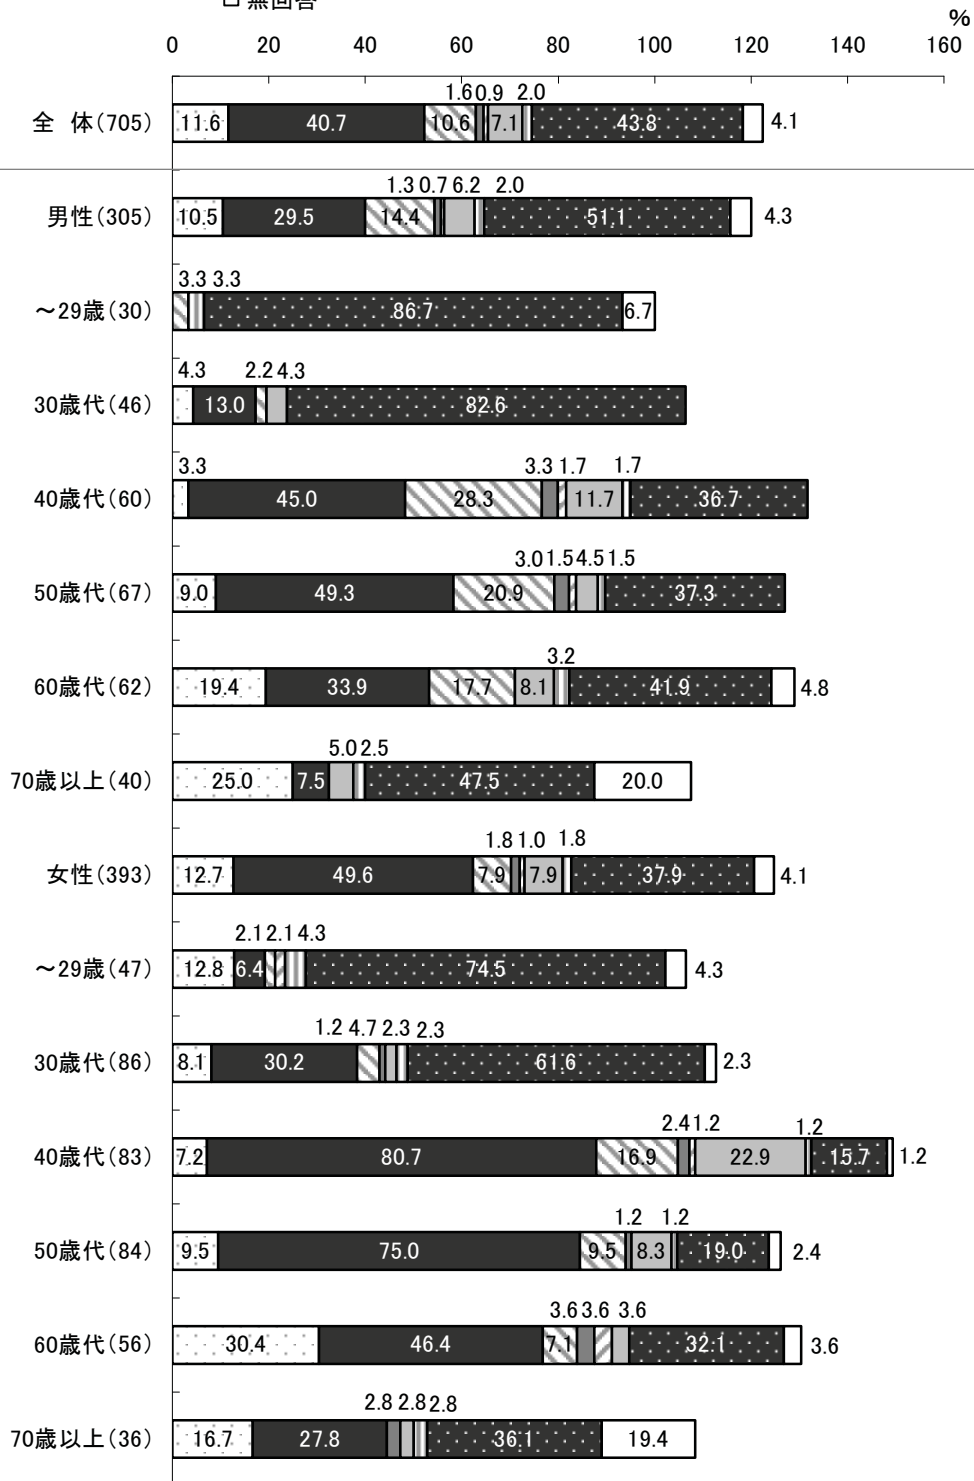 □ 無回答
%
0 20 40 60 80 100 120 140 160
1.6 0.9 2.0
全 体(705) 11.6 40.7 10.6 7.1 43.8 4.1
1.3 0.7 6.2 2.0
男性(305) 10.5 29.5 14.4 51.1 4.3
3.3 3.3
～29歳(30) 86.7 6.7
4.3 2.2 4.3
30歳代(46) 13.0 82.6
3.3 3.3 1.7 1.7
40歳代(60) 45.0 28.3 11.7 36.7
3.0 1.5 4.5 1.5
50歳代(67) 9.0 49.3 20.9 37.3
3.2
60歳代(62) 19.4 33.9 17.7 8.1 41.9 4.8
5.0 2.5
70歳以上(40) 25.0 7.5 47.5 20.0
1.8 1.0 1.8
女性(393) 12.7 49.6 7.9 7.9 37.9 4.1
2.1 2.1 4.3
～29歳(47) 12.8 6.4 74.5 4.3
1.2 4.7 2.3 2.3
30歳代(86) 8.1 30.2 61.6 2.3
2.4 1.2 1.2
40歳代(83) 7.2 80.7 16.9 22.9 15.7 1.2
1.2 1.2
50歳代(84) 9.5 75.0 9.5 8.3 19.0 2.4
3.6 3.6 3.6
60歳代(56) 30.4 46.4 7.1 32.1 3.6
2.8 2.8 2.8
70歳以上(36) 16.7 27.8 36.1 19.4